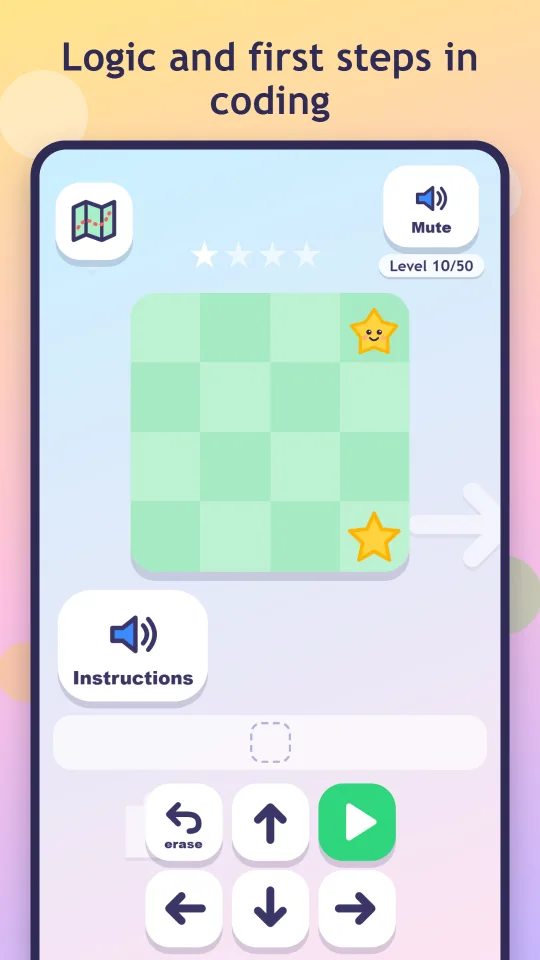 Logic and first steps in
coding
Mute
Level 10/50
Instructions
erase